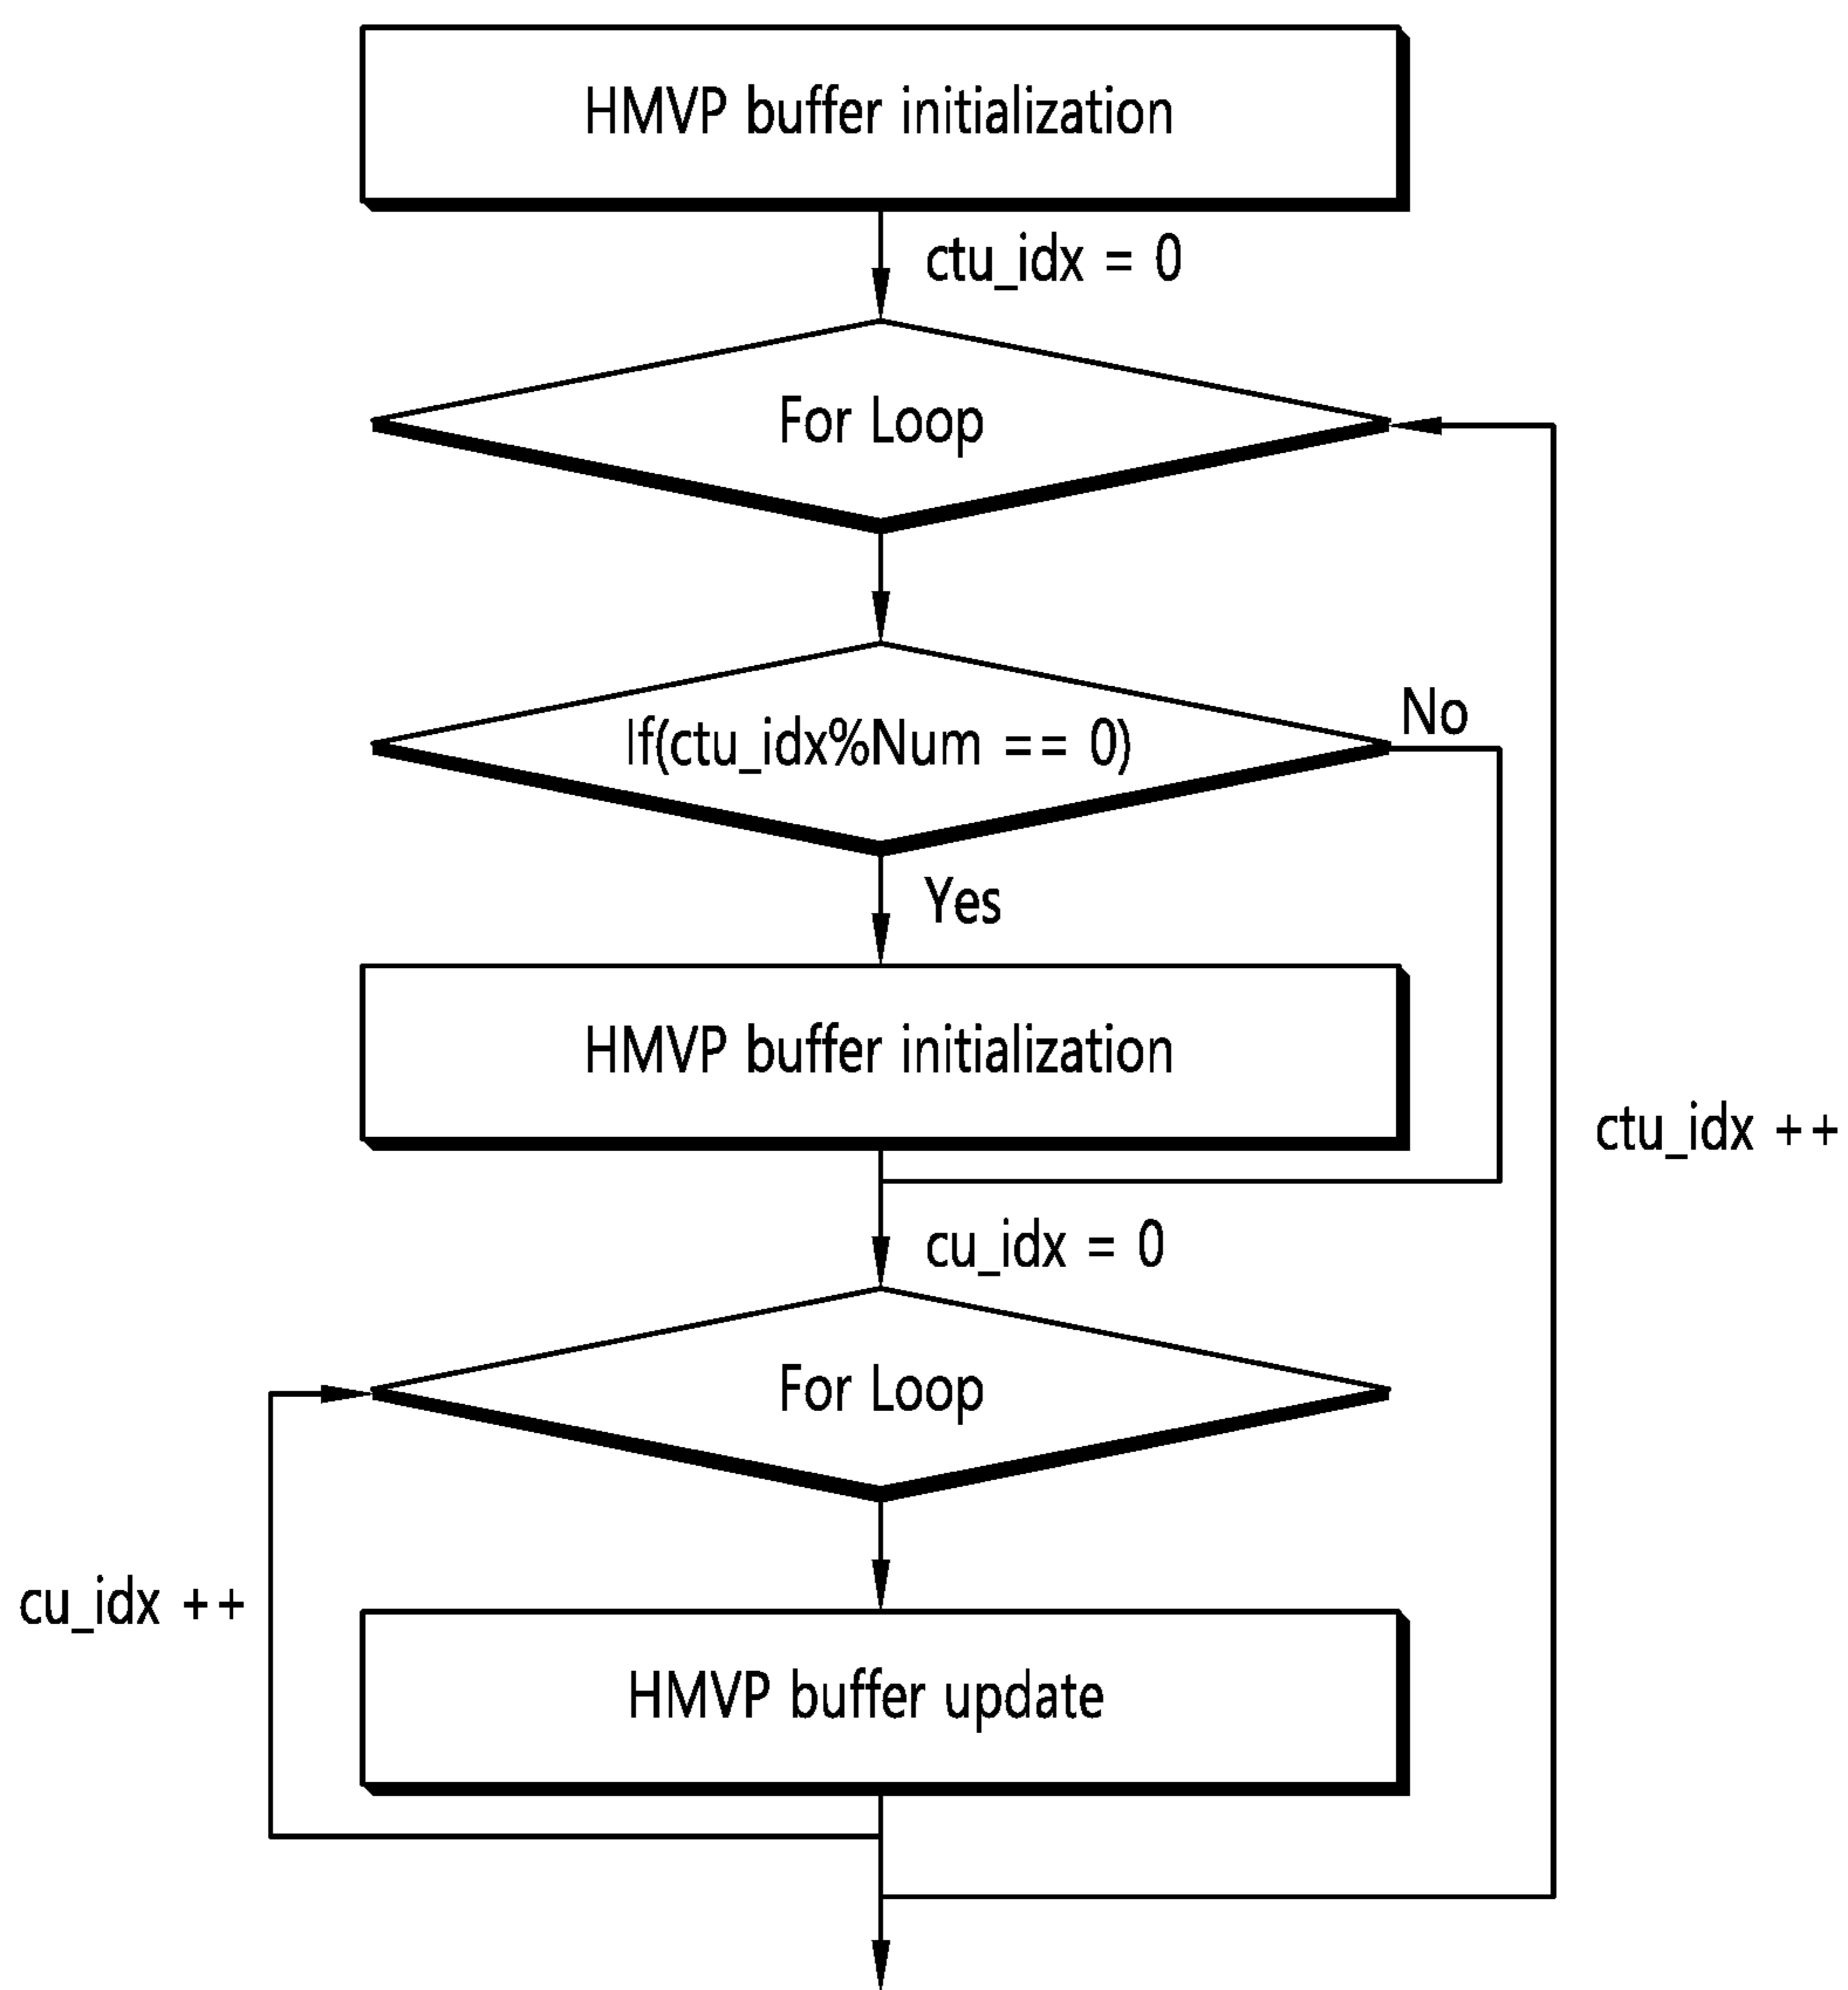 HMVP buffer initialization
ctu_idx = 0
For Loop
If(ctu_idx%Num == 0)
No
Yes
HMVP buffer initialization
ctu_idx ++
cu_idx = 0
For Loop
cu_idx ++
HMVP buffer update